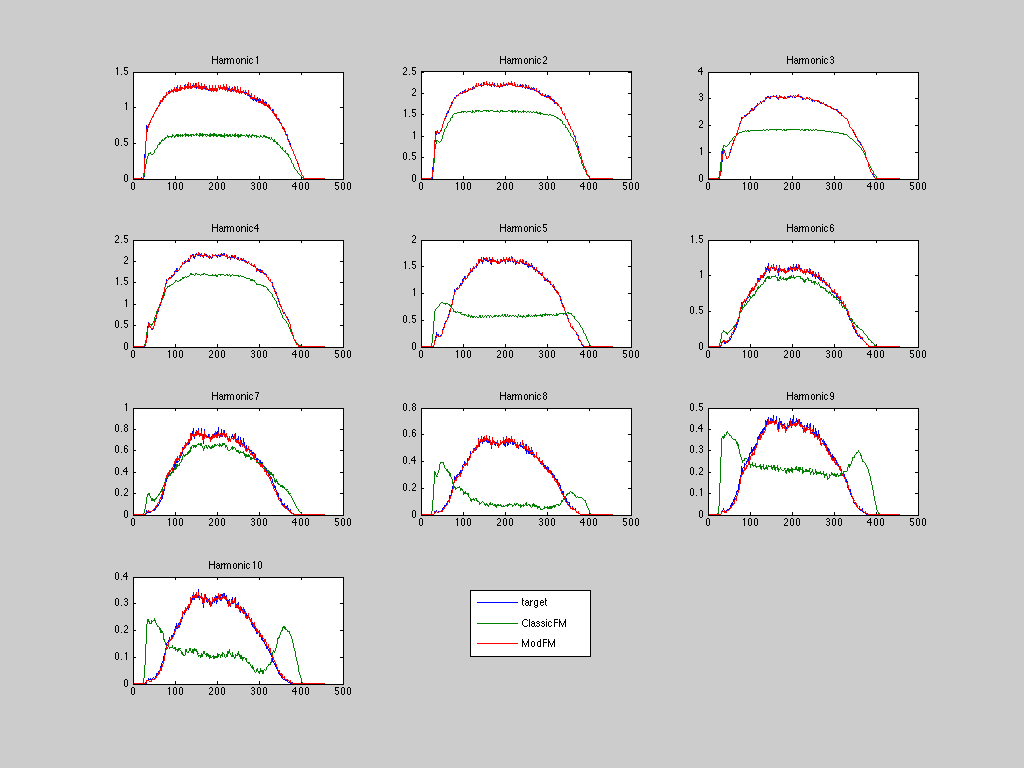 Harmonic1 Harmonic2 Harmonic3
1.5 2.5 4
2 3
1 1.5 2
0.5 1 1
0.5
0 0 0
0 100 200 300 400 500 0 100 200 300 400 500 0 100 200 300 400 500
Harmonic4 Harmonic5 Harmonic6
2.5 2 1.5
2 1.5 1
1.5 1
1 0.5 0.5
0.5
0 0 0
0 100 200 300 400 500 0 100 200 300 400 500 0 100 200 300 400 500
Harmonic7 Harmonic8 Harmonic9
1 0.8 0.5
0.8 0.6 0.4
0.6 0.4 0.3
0.4 0.2 0.2
0.2 0.1
0 0 0
0 100 200 300 400 500 0 100 200 300 400 500 0 100 200 300 400 500
Harmonic10
0.4
0.3
0.2
0.1
0
0 100 200 300 400 500
target
ClassicFM
ModFM